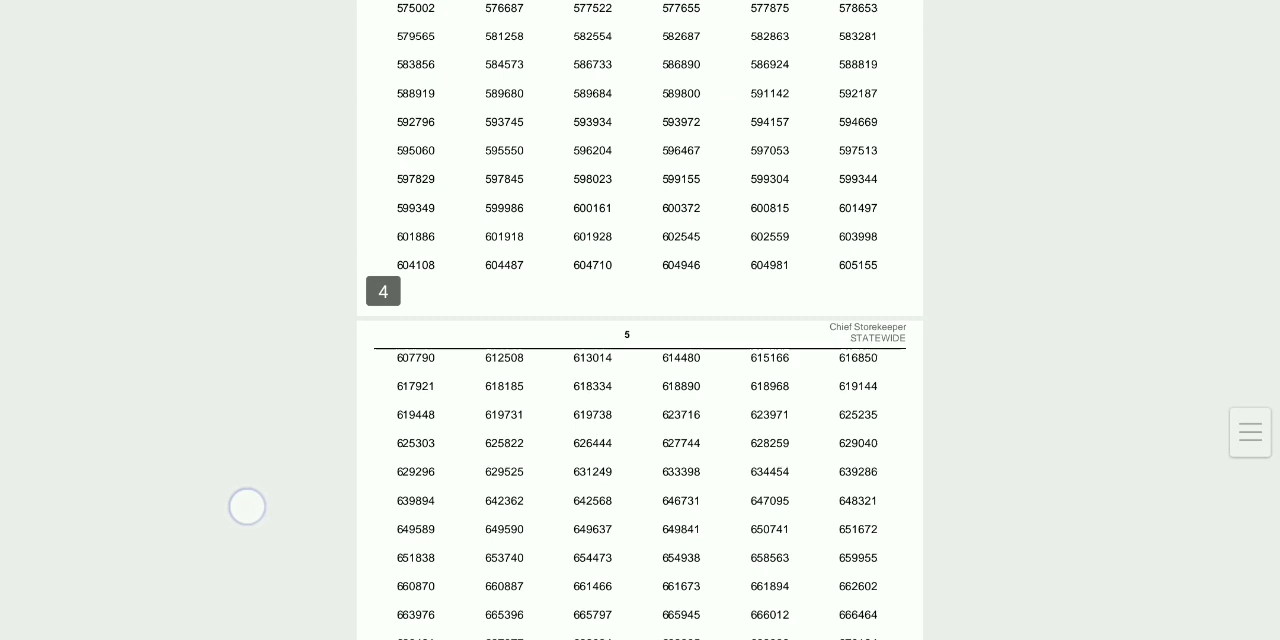 575002 576687 577522 577655 577875 578653
579565 581258 582554 582687 582863 583281
583856 584573 586733 586890 586924 588819
588919 589680 589684 589800 591142 592187
592796 593745 593934 593972 594157 594669
595060 595550 596204 596467 597053 597513
597829 597845 598023 599155 599304 599344
599349 599986 600161 600372 600815 601497
601886 601918 601928 602545 602559 603998
604108 604487 604710 604946 604981 605155
4
5 Chief Storekeeper
STATEWIDE
607790 612508 613014 614480 615166 616850
617921 618185 618334 618890 618968 619144
619448 619731 619738 623716 623971 625235
625303 625822 626444 627744 628259 629040
629296 629525 631249 633398 634454 639286
639894 642362 642568 646731 647095 648321
649589 649590 649637 649841 650741 651672
651838 653740 654473 654938 658563 659955
660870 660887 661466 661673 661894 662602
663976 665396 665797 665945 666012 666464